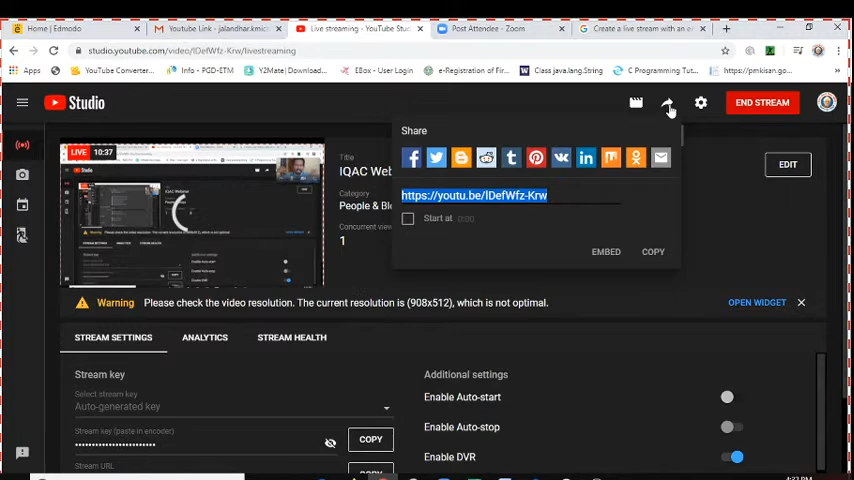 Home | Edmodo
Youtube Link - jalandhar.kmics
Live streaming - YouTube Stud
Post Attendee - Zoom
Create a live stream with an e
studio.youtube.com/video/lDefWfz-Krw/livestreaming
Apps
YouTube Converter...
Info - PGD-ETM
Y2Mate|Download...
EBox - User Login
e-Registration of Fir...
Class java.lang.String
C Programming Tut...
https://pmkisan.gov...
Studio
END STREAM
LIVE 10:37
Title
IQAC Web
Category
People & Bl
Concurrent view
1
Share
https://youtu.be/lDefWfz-Krw
Start at 0:00
EMBED
COPY
EDIT
Warning Please check the video resolution. The current resolution is (908x512), which is not optimal.
OPEN WIDGET
STREAM SETTINGS
ANALYTICS
STREAM HEALTH
Stream key
Select stream key
Auto-generated key
Stream key (paste in encoder)
COPY
Stream URL
COPY
Additional settings
Enable Auto-start
Enable Auto-stop
Enable DVR